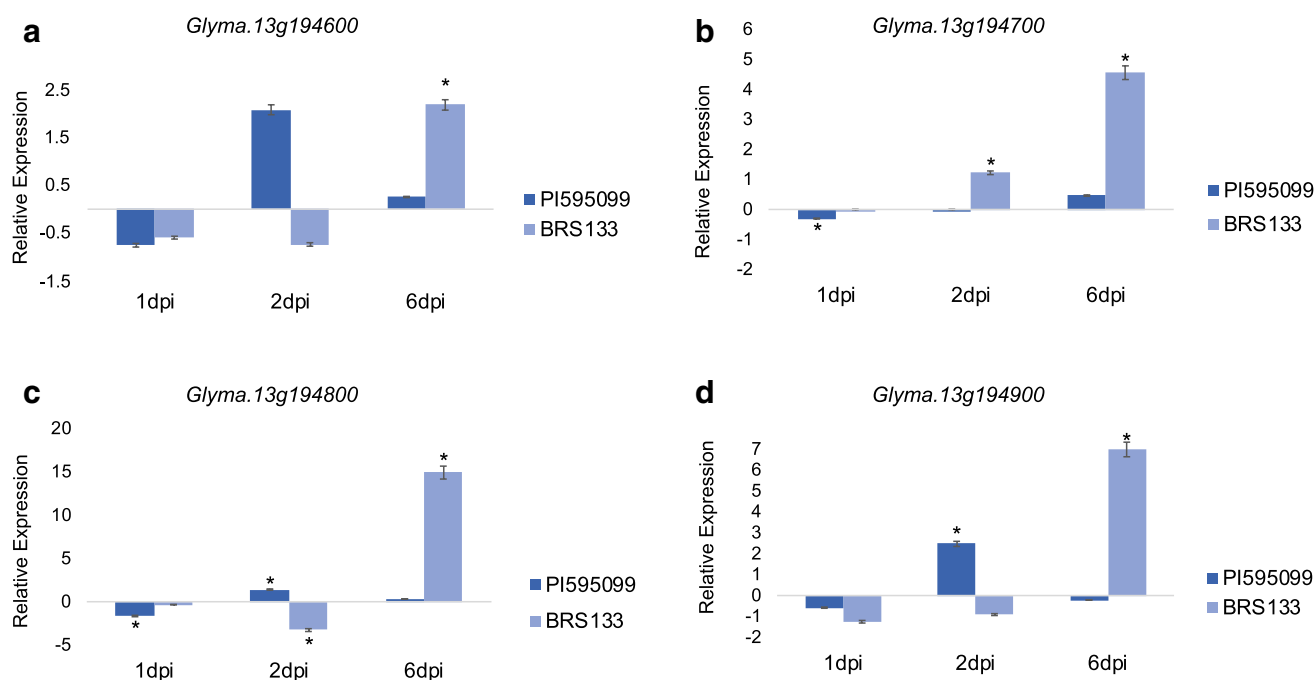 a
Glyma.13g194600
Relative Expression
2.5
1.5
0.5
-0.5
-1.5
*
1dpi
2dpi
6dpi
PI595099
BRS133
b
Glyma.13g194700
Relative Expression
6
5
4
3
2
1
0
-1
-2
*
*
*
1dpi
2dpi
6dpi
PI595099
BRS133
c
Glyma.13g194800
Relative Expression
20
15
10
5
0
-5
*
*
*
*
1dpi
2dpi
6dpi
PI595099
BRS133
d
Glyma.13g194900
Relative Expression
7
6
5
4
3
2
1
0
-1
-2
*
*
1dpi
2dpi
6dpi
PI595099
BRS133